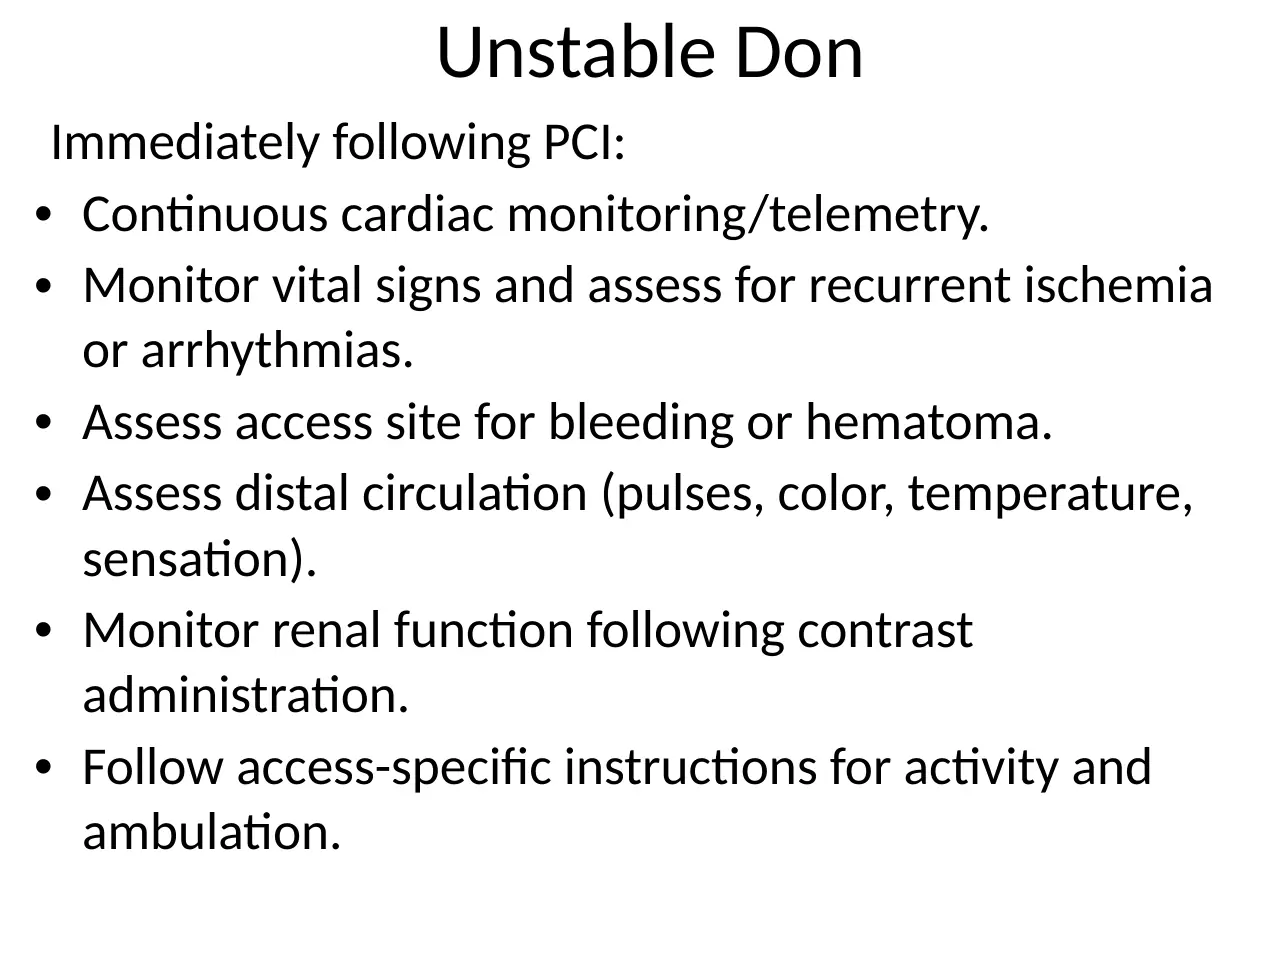 Unstable Don
Immediately following PCI:
• Continuous cardiac monitoring/telemetry.
• Monitor vital signs and assess for recurrent ischemia
or arrhythmias.
• Assess access site for bleeding or hematoma.
• Assess distal circulation (pulses, color, temperature,
sensation).
• Monitor renal function following contrast
administration.
• Follow access-specific instructions for activity and
ambulation.